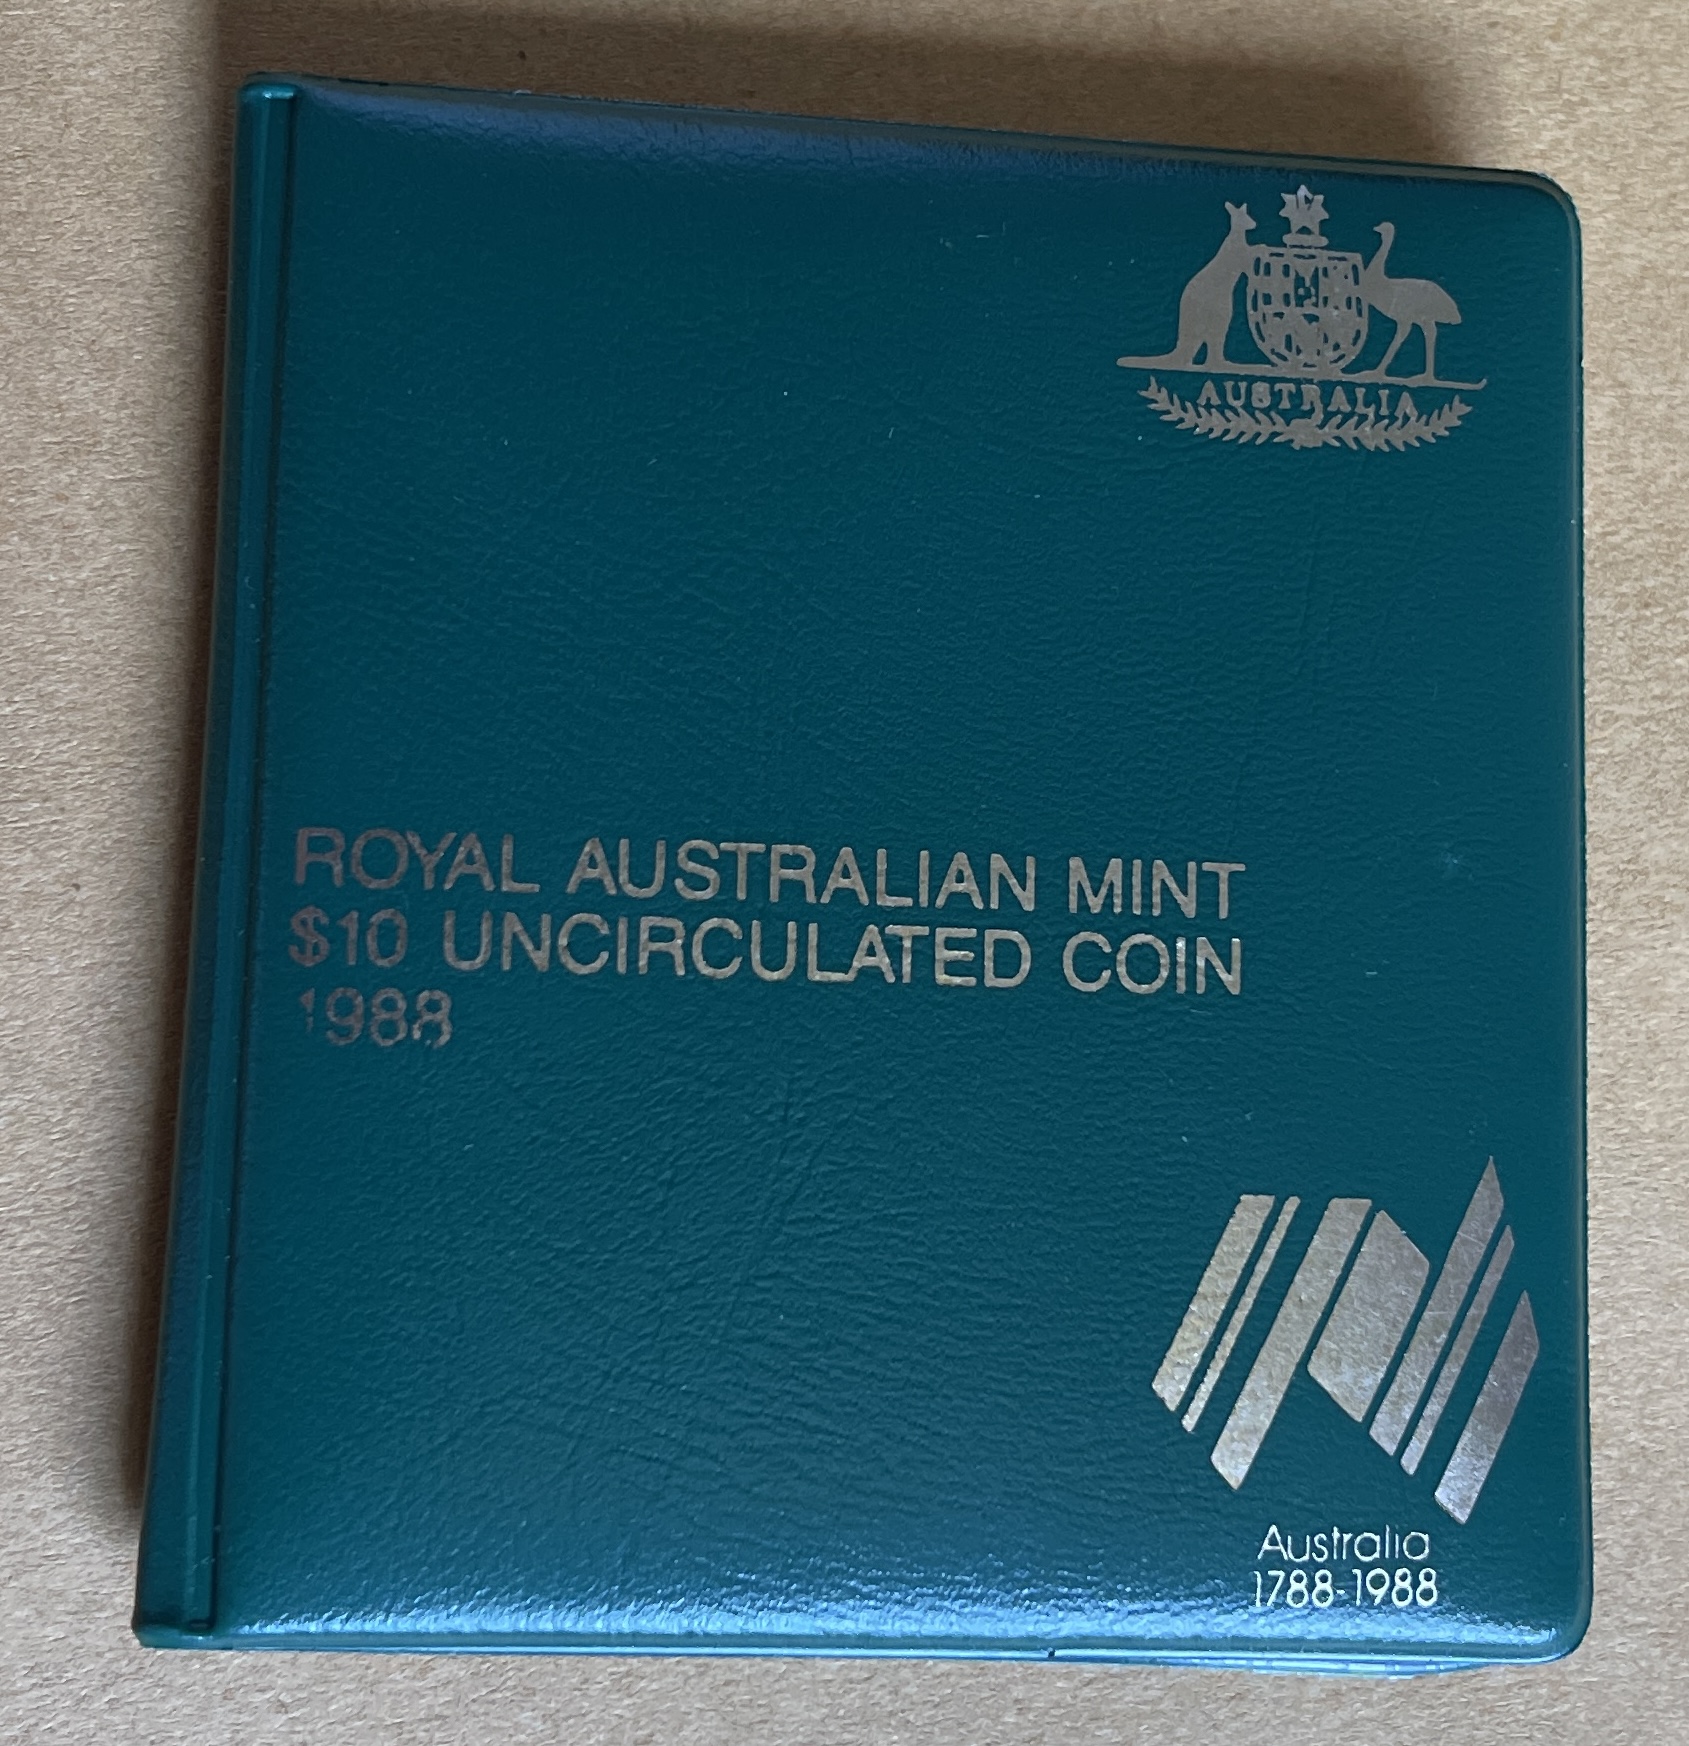 AUSTRALIA
ROYAL AUSTRALIAN MINT
$10 UNCIRCULATED COIN
1988
Australia
1788-1988